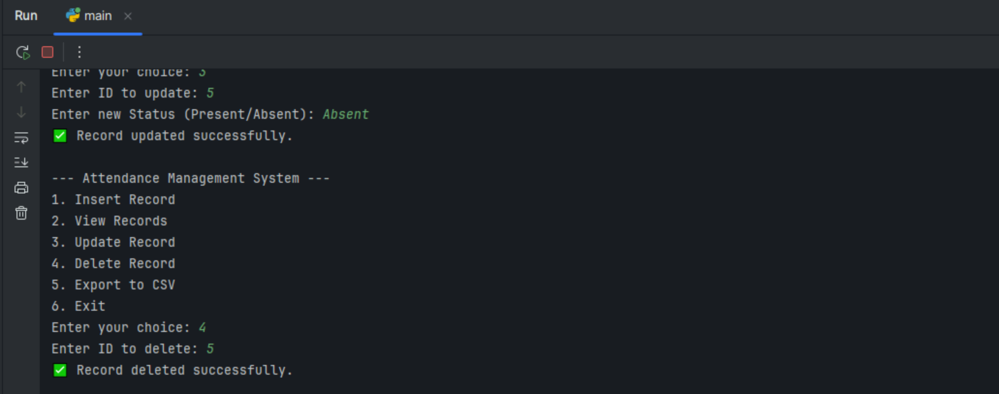 Run main
Enter your choice: 3
Enter ID to update: 5
Enter new Status (Present/Absent): Absent
✅ Record updated successfully.
--- Attendance Management System ---
1. Insert Record
2. View Records
3. Update Record
4. Delete Record
5. Export to CSV
6. Exit
Enter your choice: 4
Enter ID to delete: 5
✅ Record deleted successfully.